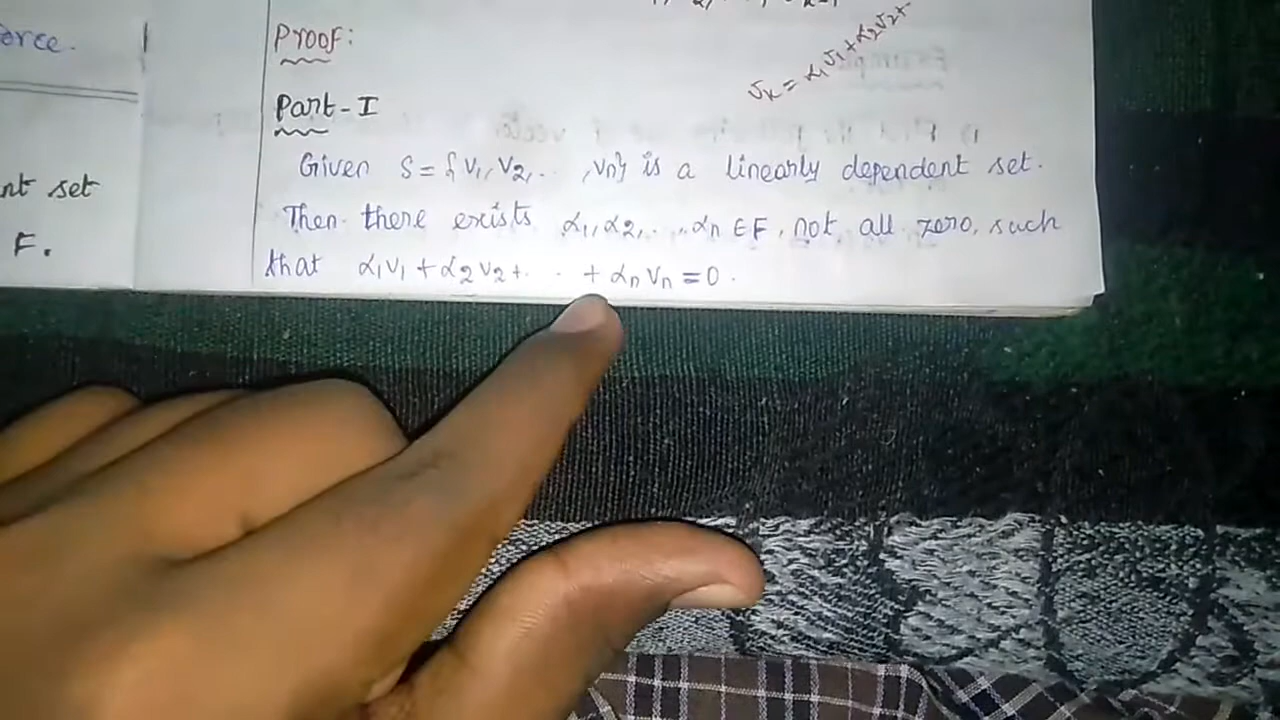 orce.
nt set
F.
Proof:
vk = α1v1 + α2v2 +
Part-I
Given S = {v1, v2, . . , vn} is a linearly dependent set.
Then there exists α1, α2, . . , αn ∈ F, not all zero, such
that α1v1 + α2v2 + . . + αnvn = 0.